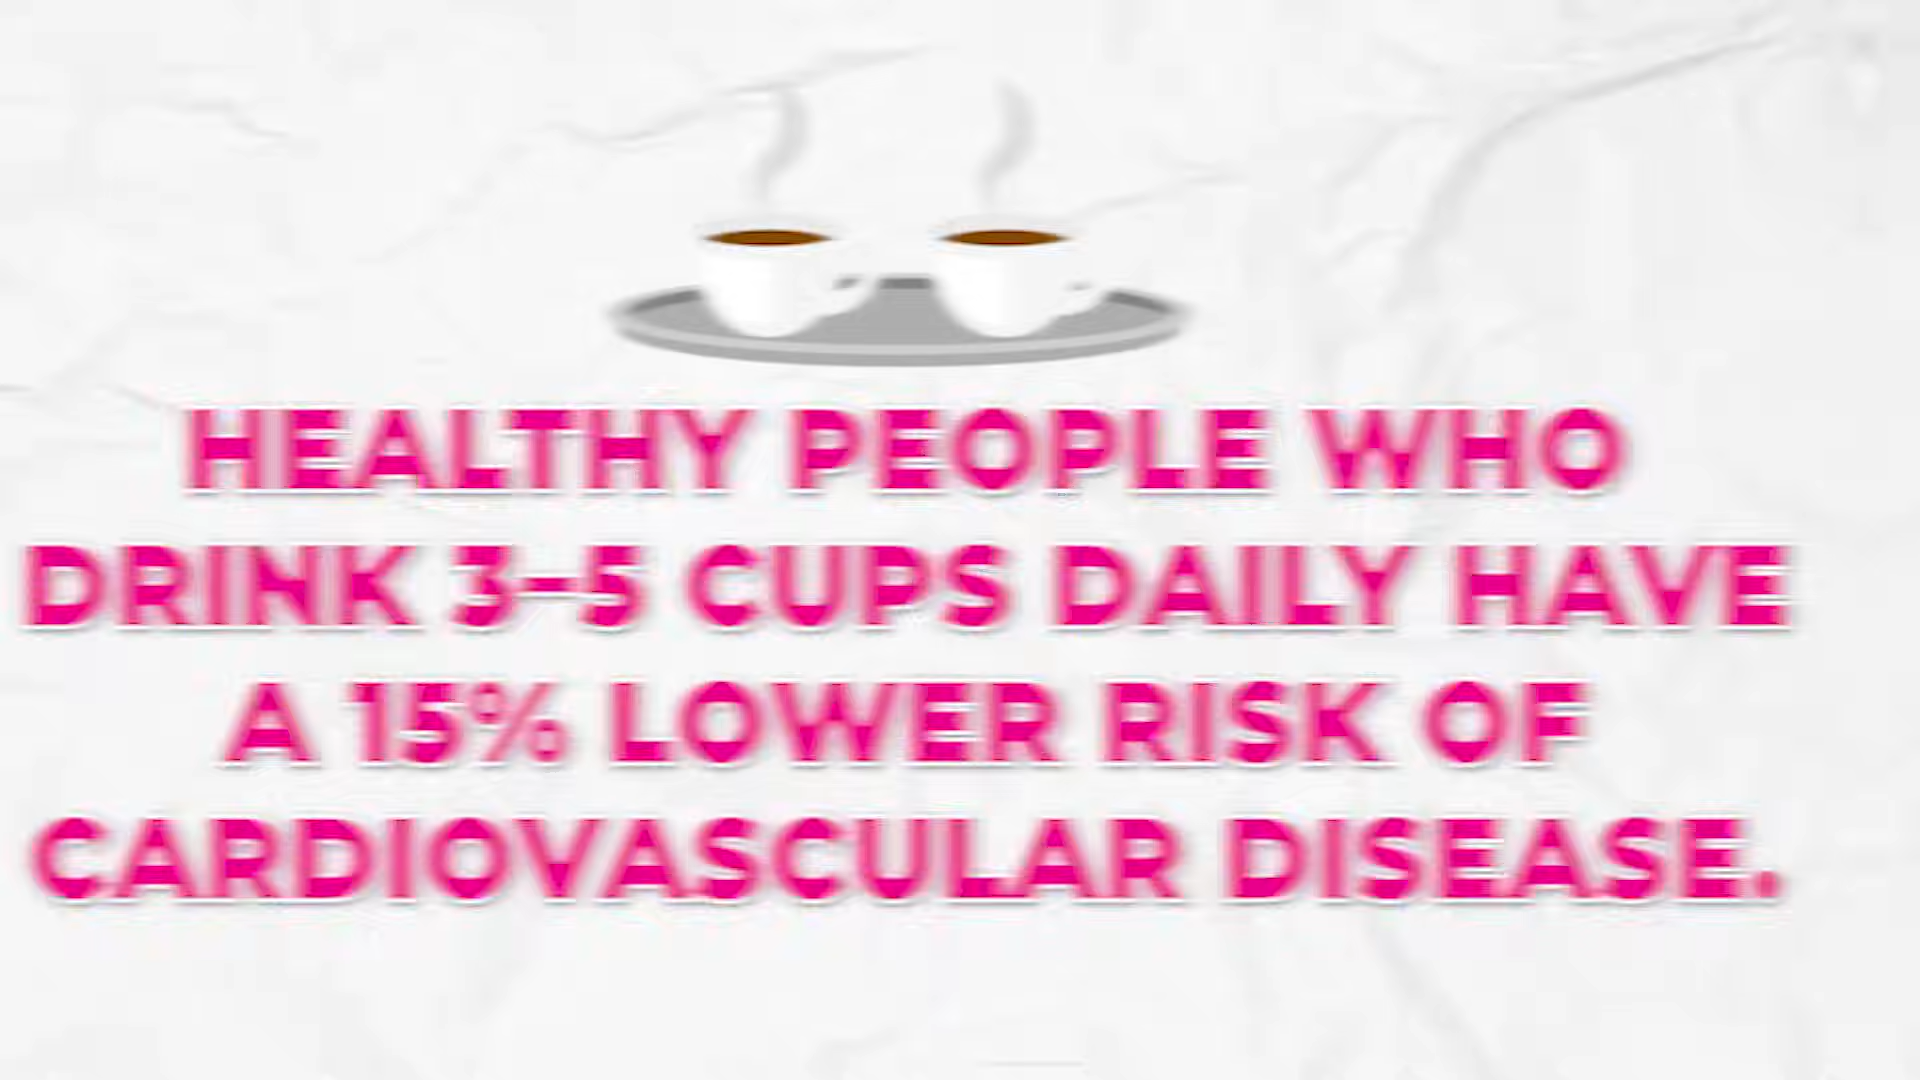 HEALTHY PEOPLE WHO
DRINK 3-5 CUPS DAILY HAVE
A 15% LOWER RISK OF
CARDIOVASCULAR DISEASE.